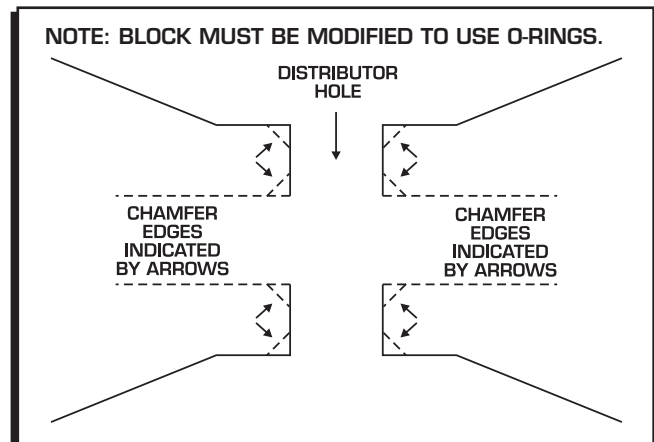 NOTE: BLOCK MUST BE MODIFIED TO USE O-RINGS.
DISTRIBUTOR
HOLE
CHAMFER
EDGES
INDICATED
BY ARROWS
CHAMFER
EDGES
INDICATED
BY ARROWS